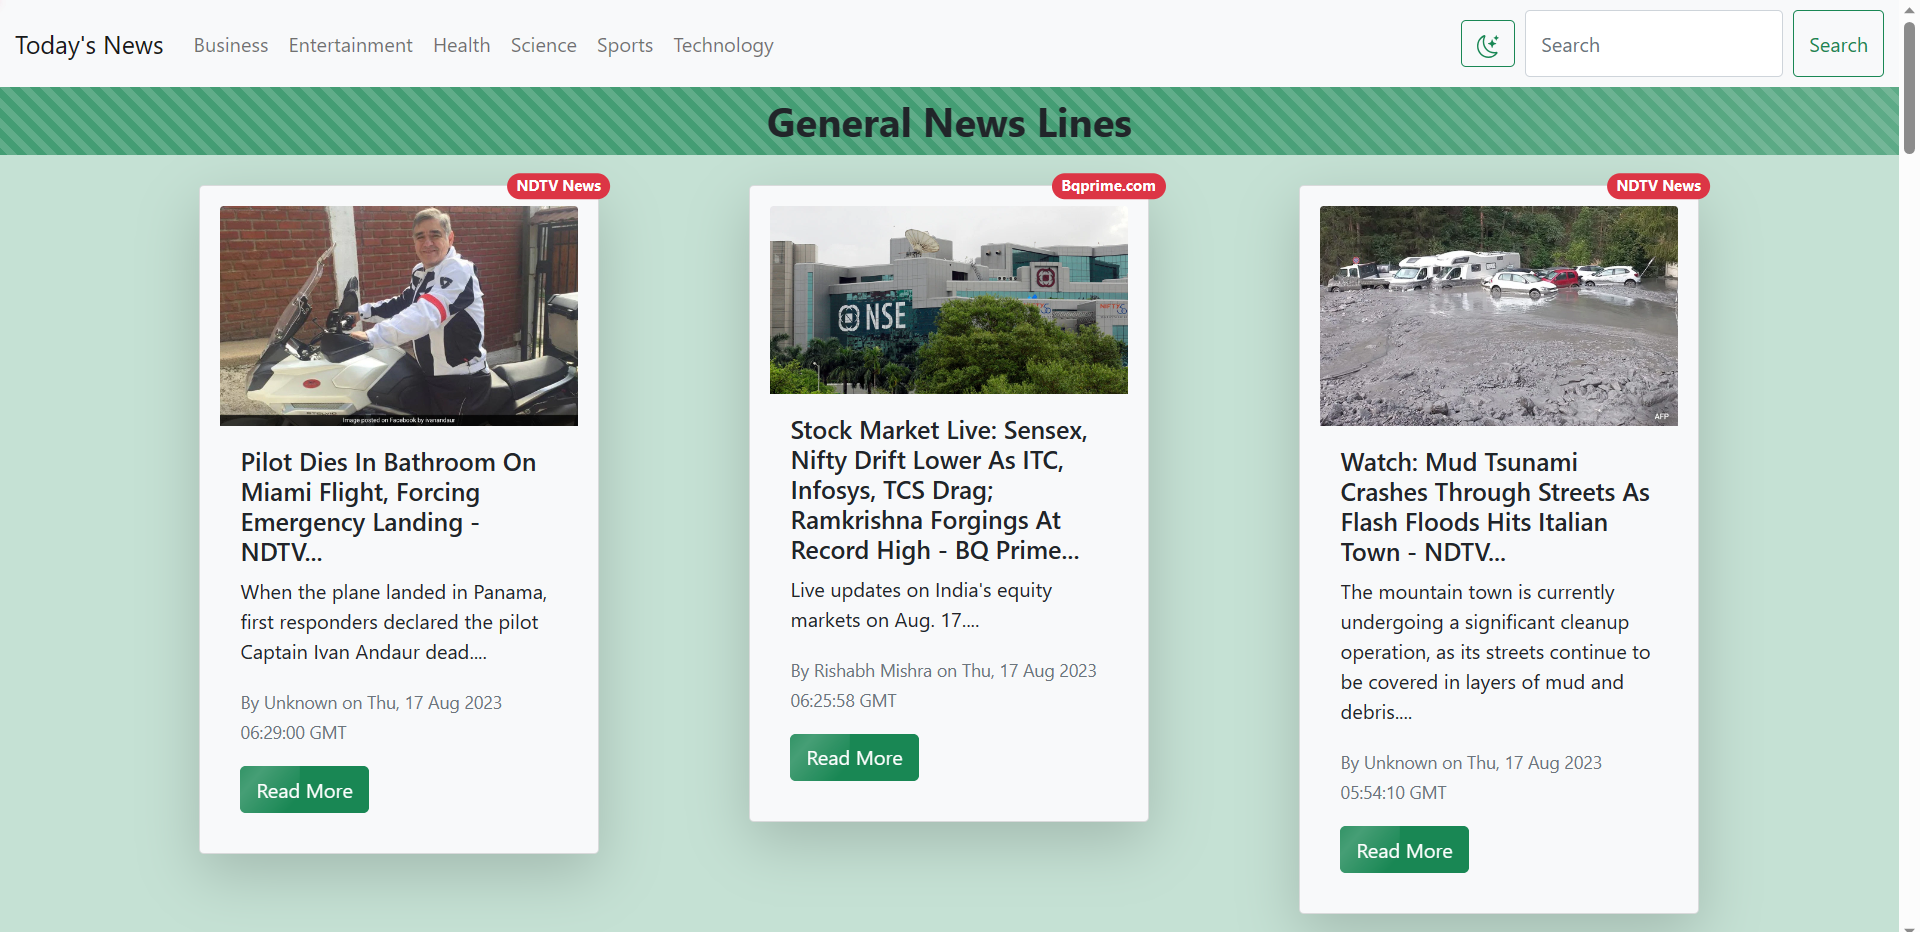 Today's News
Business
Entertainment
Health
Science
Sports
Technology
Search
Search
General News Lines
NDTV News
Image posted on Facebook by ivanandaur
Pilot Dies In Bathroom On
Miami Flight, Forcing
Emergency Landing -
NDTV...
When the plane landed in Panama,
first responders declared the pilot
Captain Ivan Andaur dead....
By Unknown on Thu, 17 Aug 2023
06:29:00 GMT
Read More
Bqprime.com
NSE
Stock Market Live: Sensex,
Nifty Drift Lower As ITC,
Infosys, TCS Drag;
Ramkrishna Forgings At
Record High - BQ Prime...
Live updates on India's equity
markets on Aug. 17....
By Rishabh Mishra on Thu, 17 Aug 2023
06:25:58 GMT
Read More
NDTV News
AFP
Watch: Mud Tsunami
Crashes Through Streets As
Flash Floods Hits Italian
Town - NDTV...
The mountain town is currently
undergoing a significant cleanup
operation, as its streets continue to
be covered in layers of mud and
debris....
By Unknown on Thu, 17 Aug 2023
05:54:10 GMT
Read More